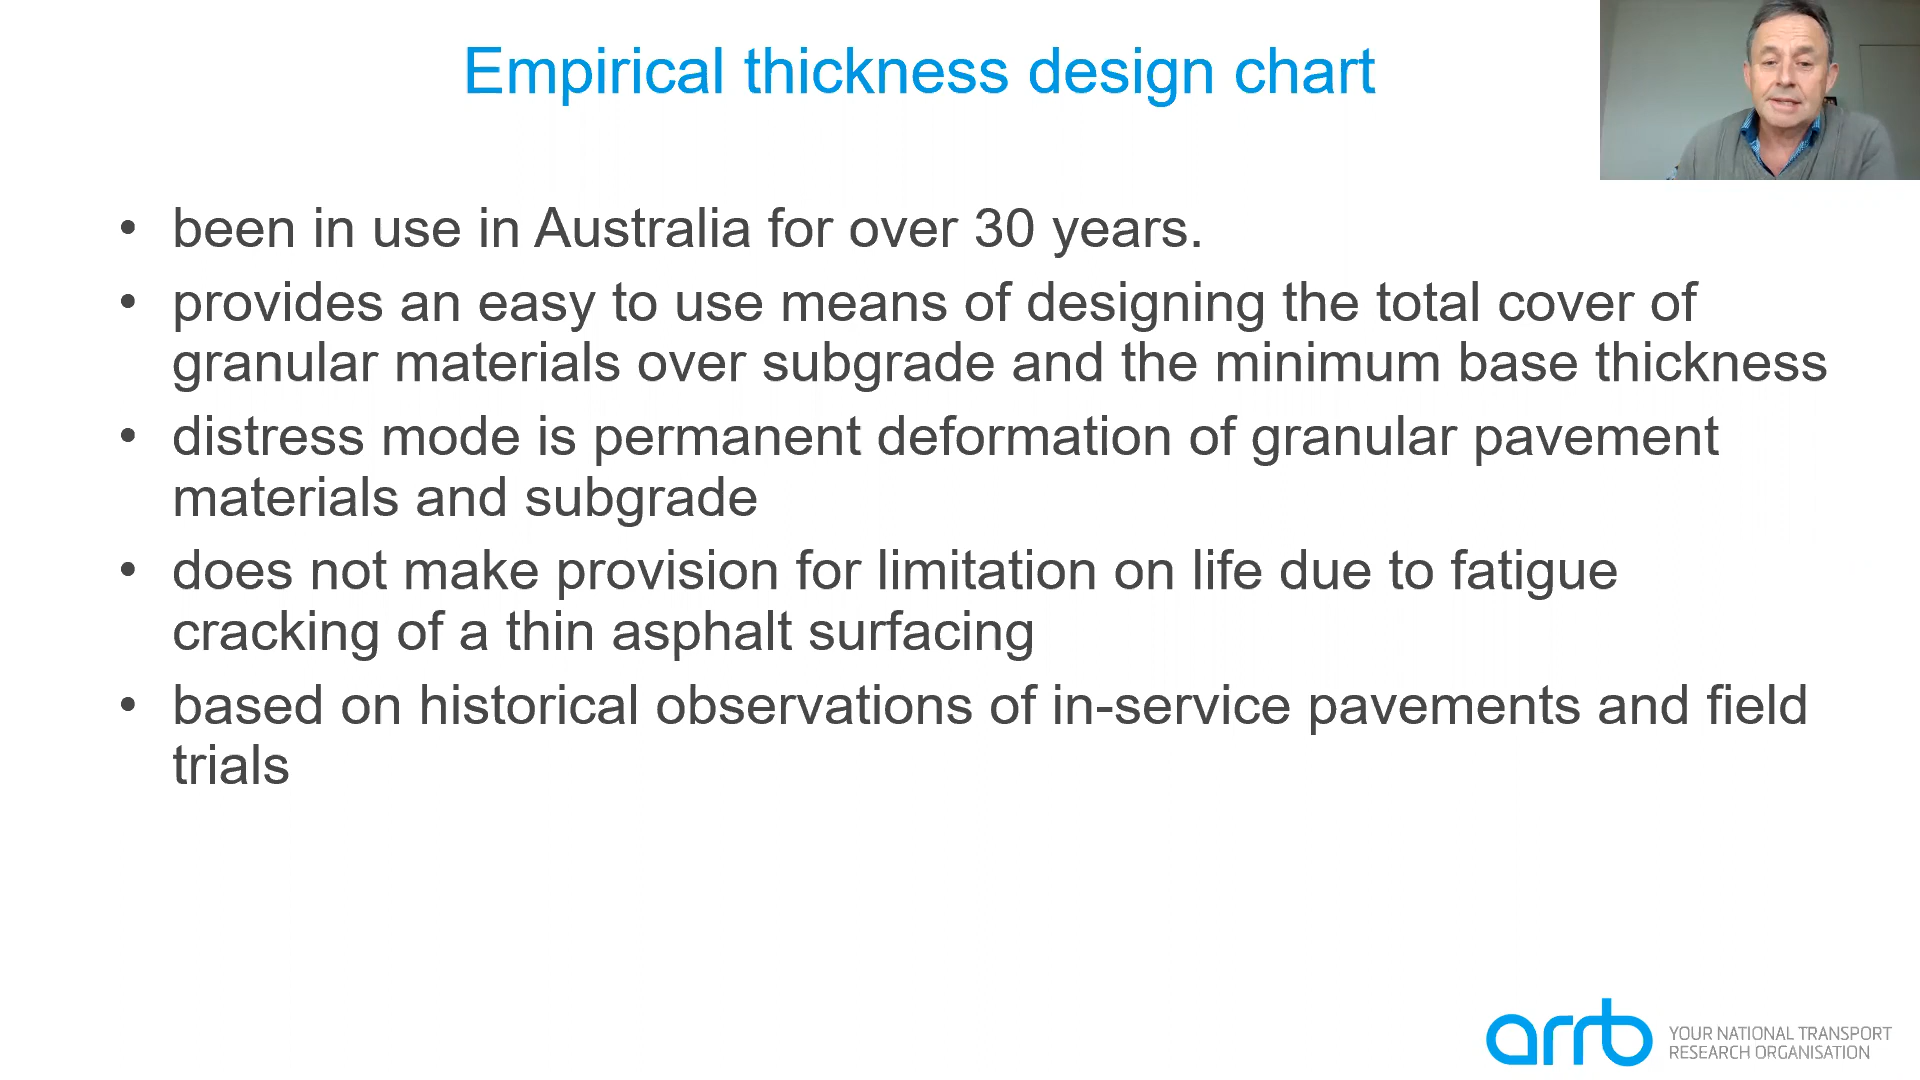 Empirical thickness design chart
• been in use in Australia for over 30 years.
• provides an easy to use means of designing the total cover of
granular materials over subgrade and the minimum base thickness
• distress mode is permanent deformation of granular pavement
materials and subgrade
• does not make provision for limitation on life due to fatigue
cracking of a thin asphalt surfacing
• based on historical observations of in-service pavements and field
trials
arrb
YOUR NATIONAL TRANSPORT
RESEARCH ORGANISATION